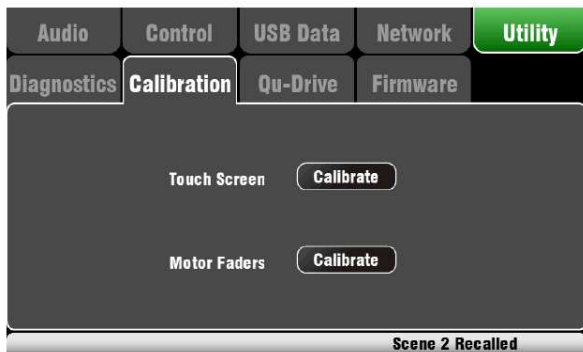 Audio Control USB Data Network Utility
Diagnostics Calibration Qu-Drive Firmware
Touch Screen Calibrate
Motor Faders Calibrate
Scene 2 Recalled